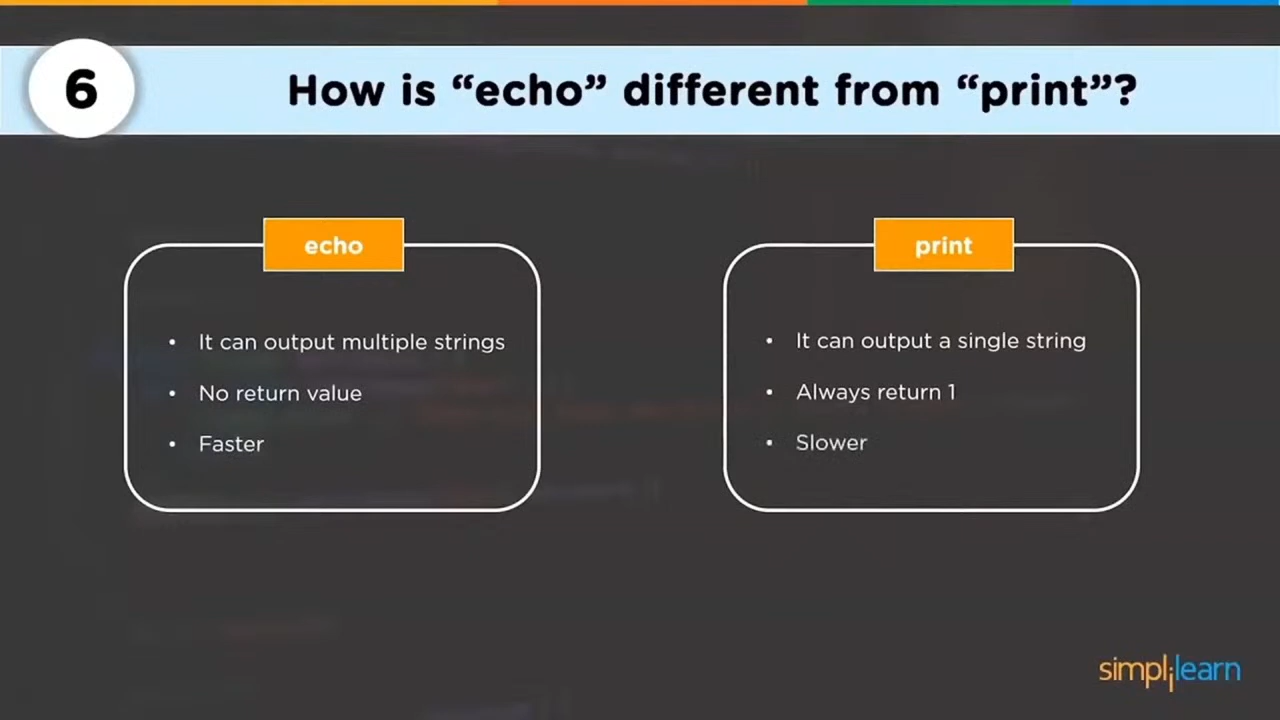 6
How is “echo” different from “print”?
echo
• It can output multiple strings
• No return value
• Faster
print
• It can output a single string
• Always return 1
• Slower
simplilearn